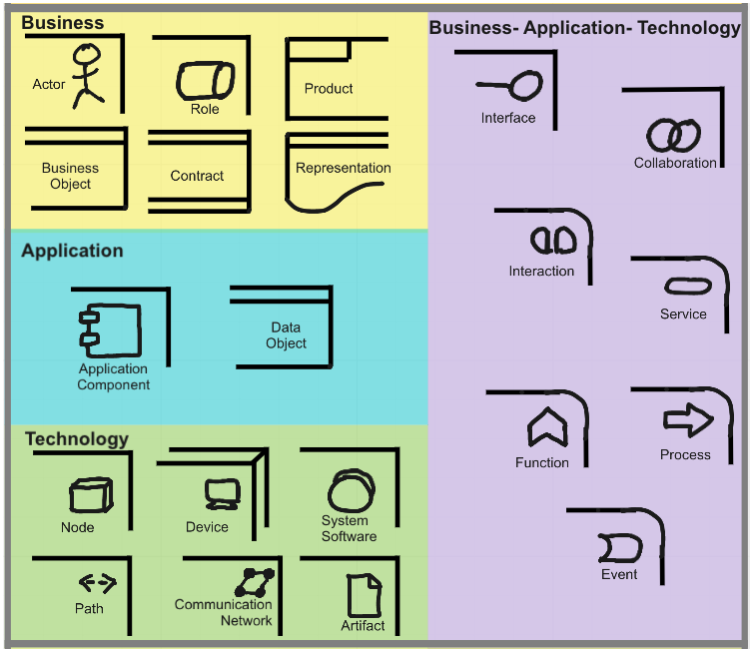 Business
Actor
Role
Product
Business
Object
Contract
Representation
Application
Application
Component
Data
Object
Technology
Node
Device
System
Software
Path
Communication
Network
Artifact
Business- Application- Technology
Interface
Collaboration
Interaction
Service
Function
Process
Event